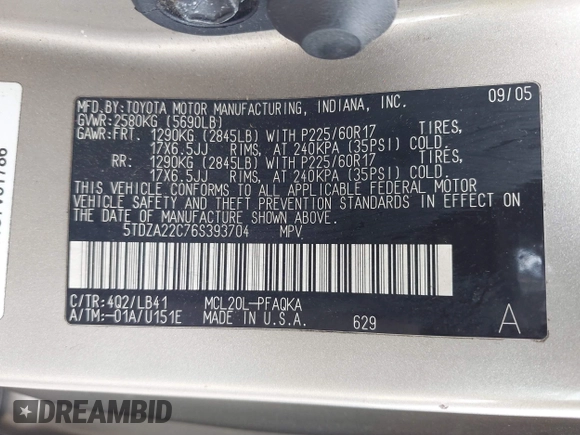 MFD.BY:TOYOTA MOTOR MANUFACTURING, INDIANA, INC. 09/05
GVWR:2580KG (5690LB)
GAWR:FRT. 1290KG (2845LB) WITH P225/60R17 TIRES,
17X6.5JJ RIMS, AT 240KPA (35PSI) COLD.
RR: 1290KG (2845LB) WITH P225/60R17 TIRES,
17X6.5JJ RIMS, AT 240KPA (35PSI) COLD.
THIS VEHICLE CONFORMS TO ALL APPLICABLE FEDERAL MOTOR
VEHICLE SAFETY AND THEFT PREVENTION STANDARDS IN EFFECT ON
THE DATE OF MANUFACTURE SHOWN ABOVE.
5TDZA22C76S393704 MPV
C/TR:4Q2/LB41 MCL20L-PFAQKA
A/TM:-01A/U151E MADE IN U.S.A. 629 A
DREAMBID